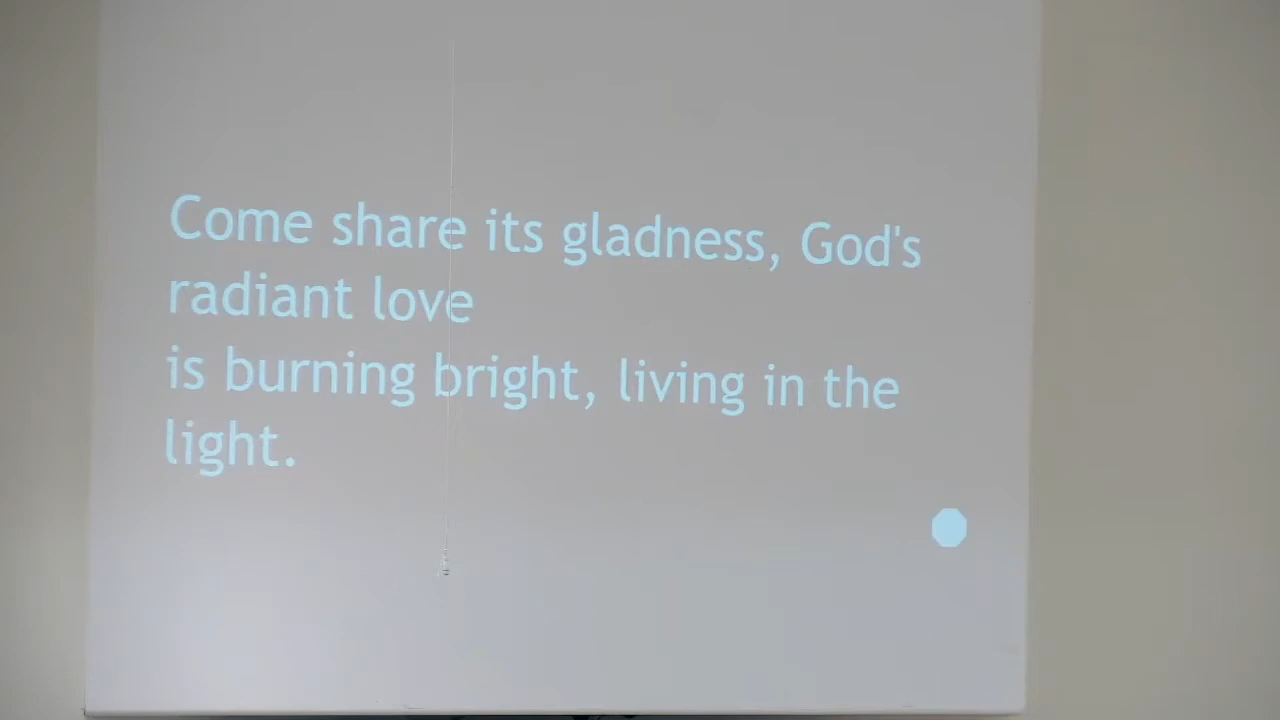 Come share its gladness, God's
radiant love
is burning bright, living in the
light.